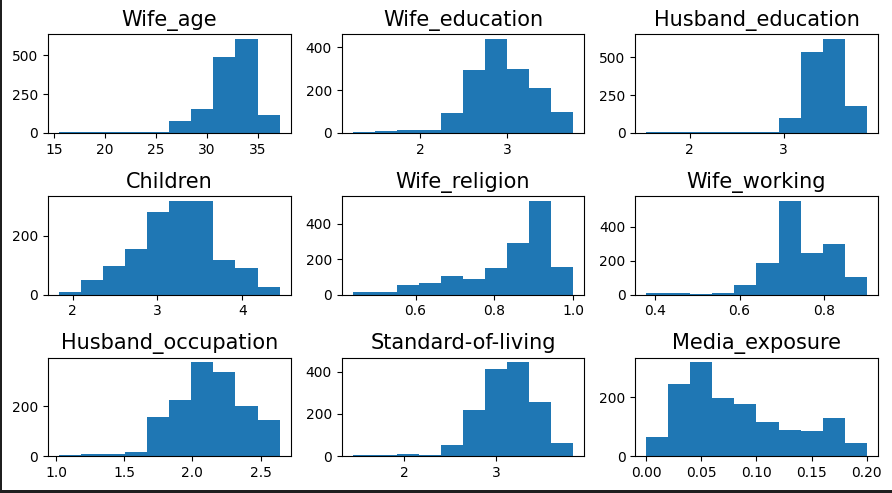 Wife_age
Wife_education
Husband_education
500
250
0
15 20 25 30 35
400
200
0
2 3
500
250
0
2 3
Children
Wife_religion
Wife_working
200
0
2 3 4
400
200
0
0.6 0.8 1.0
400
200
0
0.4 0.6 0.8
Husband_occupation
Standard-of-living
Media_exposure
200
0
1.0 1.5 2.0 2.5
400
200
0
2 3
200
0
0.00 0.05 0.10 0.15 0.20